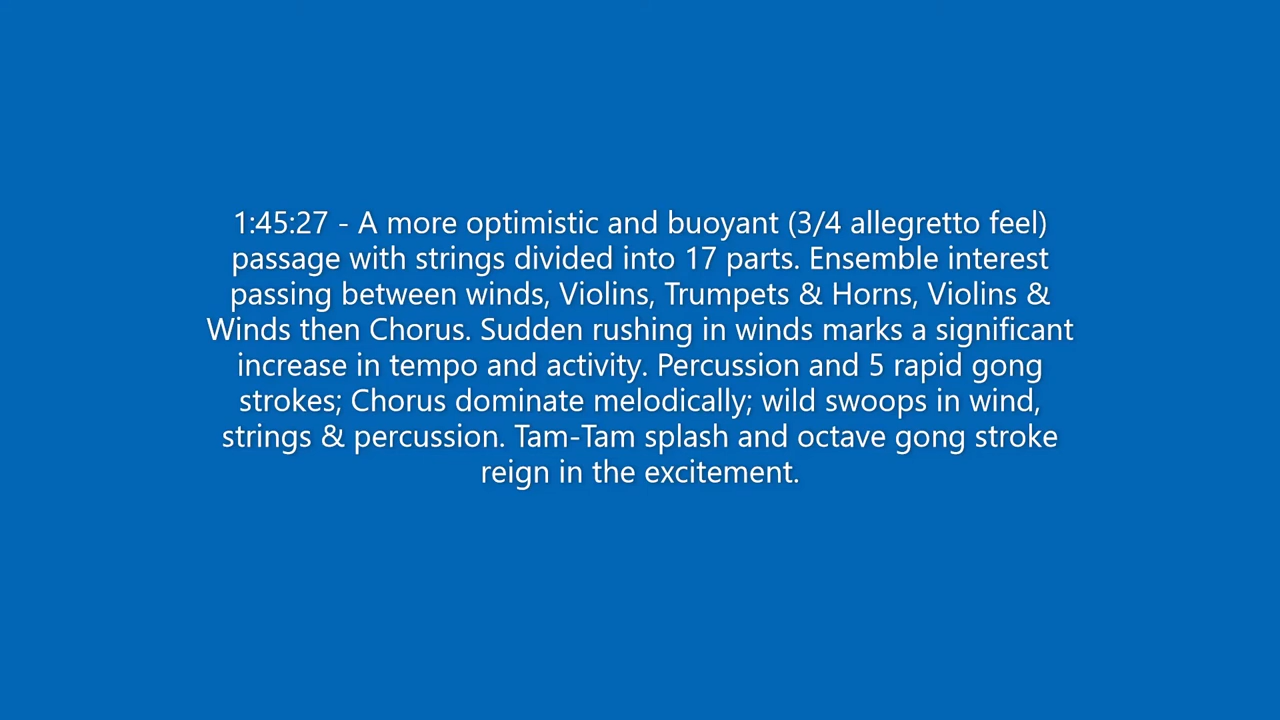 1:45:27 - A more optimistic and buoyant (3/4 allegretto feel)
passage with strings divided into 17 parts. Ensemble interest
passing between winds, Violins, Trumpets & Horns, Violins &
Winds then Chorus. Sudden rushing in winds marks a significant
increase in tempo and activity. Percussion and 5 rapid gong
strokes; Chorus dominate melodically; wild swoops in wind,
strings & percussion. Tam-Tam splash and octave gong stroke
reign in the excitement.